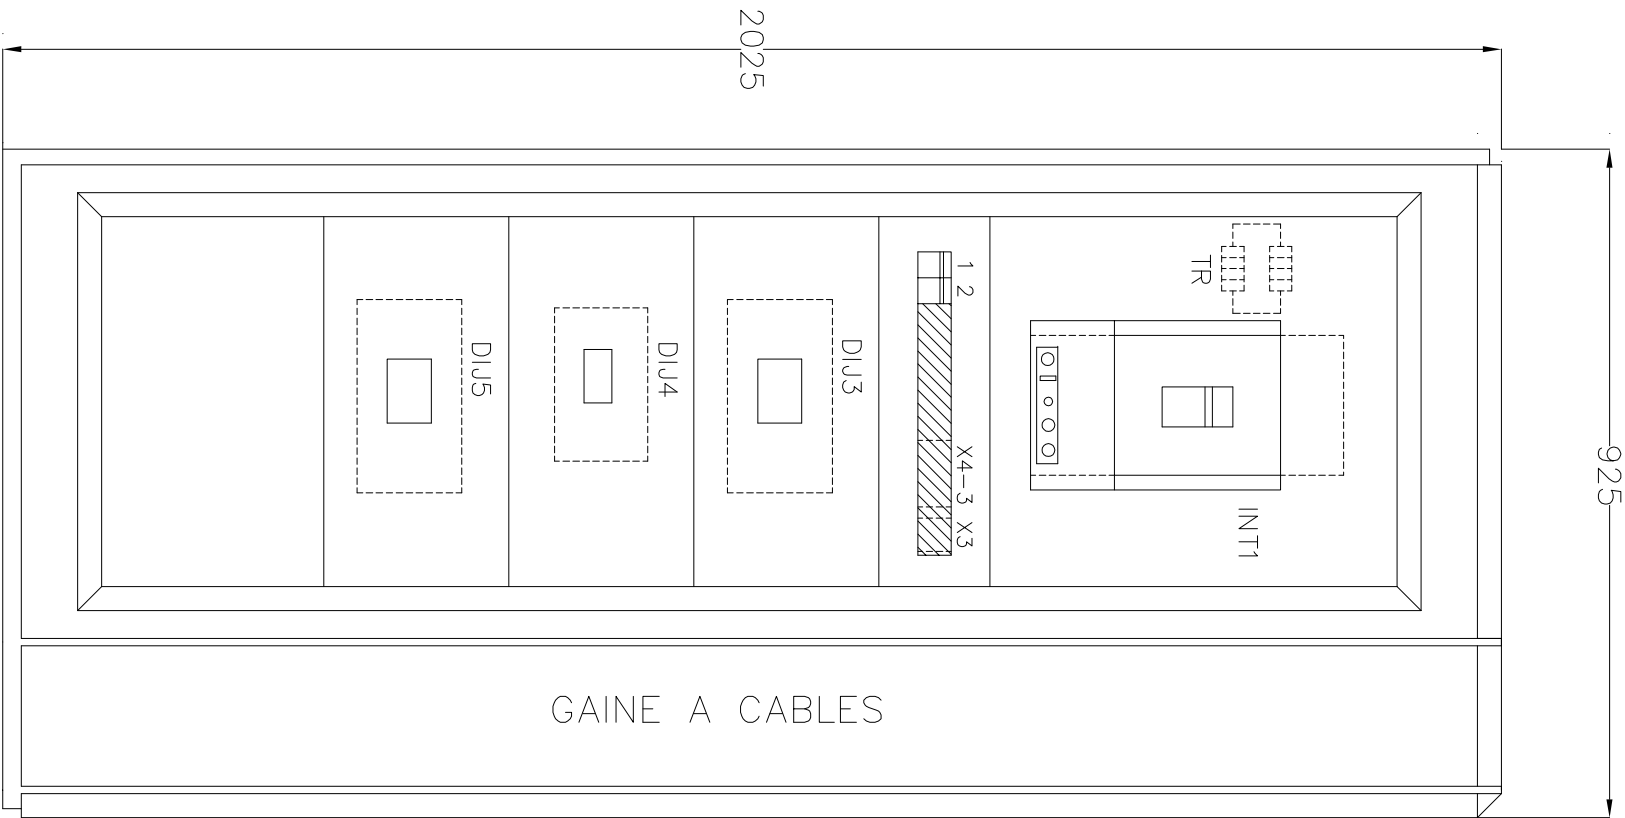 2025
925
TR
INT1
1 2
X4-3 X3
DIJ3
DIJ4
DIJ5
GAINE A CABLES